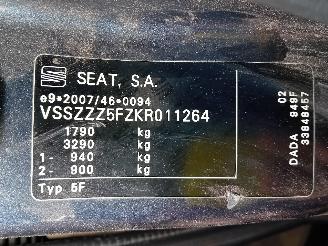 SEAT, S.A.
e9*2007/46*0094
VSSZZZ5FZKR011264
1790 kg
3290 kg
1- 940 kg
2- 900 kg
Typ 5F
DADA 949F 02
33848457